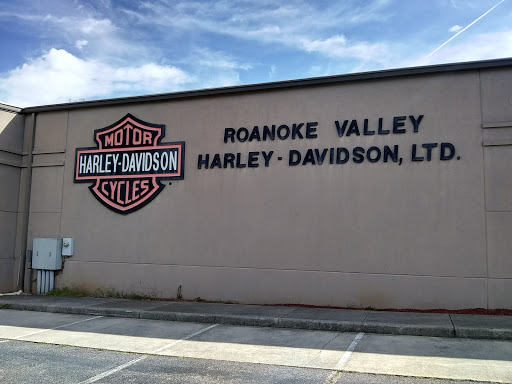 MOTOR
HARLEY-DAVIDSON
CYCLES
ROANOKE VALLEY
HARLEY-DAVIDSON, LTD.